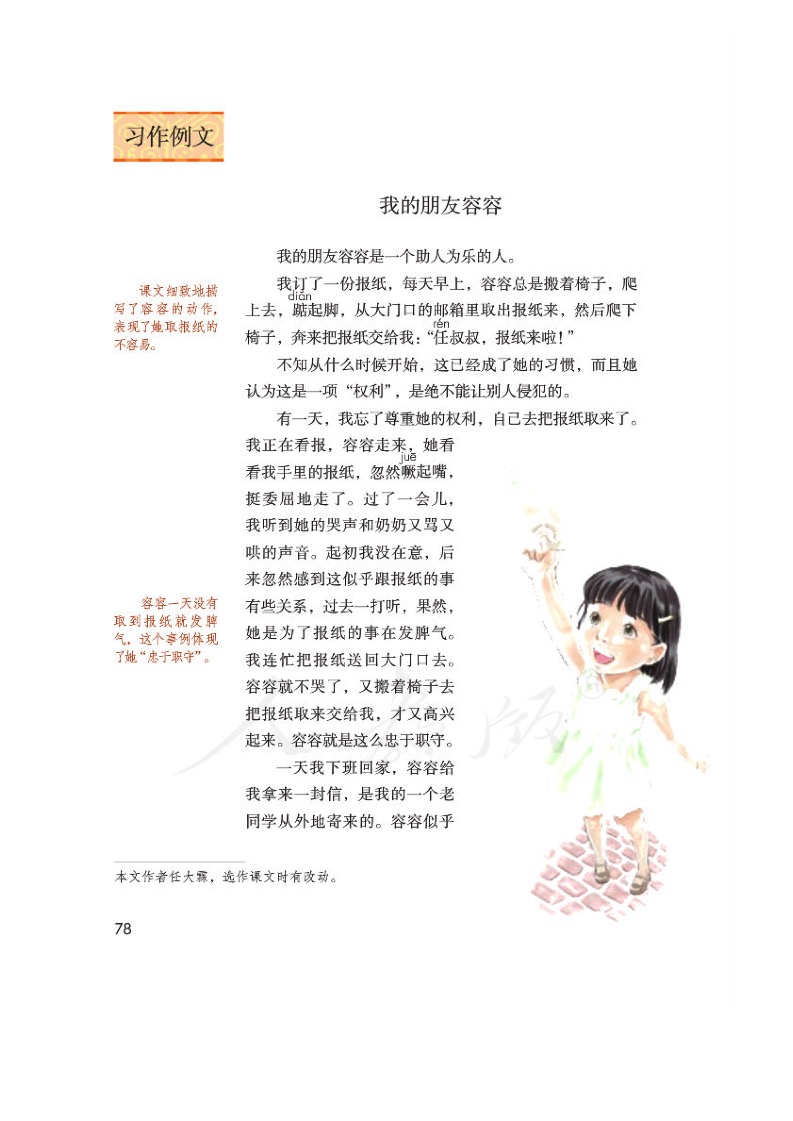 习作例文
我的朋友容容
我的朋友容容是一个助人为乐的人。
我订了一份报纸，每天早上，容容总是搬着椅子，爬
diǎn
上去，踮起脚，从大门口的邮箱里取出报纸来，然后爬下
rén
椅子，奔来把报纸交给我：“任叔叔，报纸来啦！”
不知从什么时候开始，这已经成了她的习惯，而且她
认为这是一项“权利”，是绝不能让别人侵犯的。
有一天，我忘了尊重她的权利，自己去把报纸取来了。
我正在看报，容容走来，她看
juē
看我手里的报纸，忽然噘起嘴，
挺委屈地走了。过了一会儿，
我听到她的哭声和奶奶又骂又
哄的声音。起初我没在意，后
来忽然感到这似乎跟报纸的事
有些关系，过去一打听，果然，
她是为了报纸的事在发脾气。
我连忙把报纸送回大门口去。
容容就不哭了，又搬着椅子去
把报纸取来交给我，才又高兴
起来。容容就是这么忠于职守。
一天我下班回家，容容给
我拿来一封信，是我的一个老
同学从外地寄来的。容容似乎
课文细致地描
写了容容的动作，
表现了她取报纸的
不容易。
容容一天没有
取到报纸就发脾
气，这个事例体现
了她“忠于职守”。
人教版
本文作者任大霖，选作课文时有改动。
78